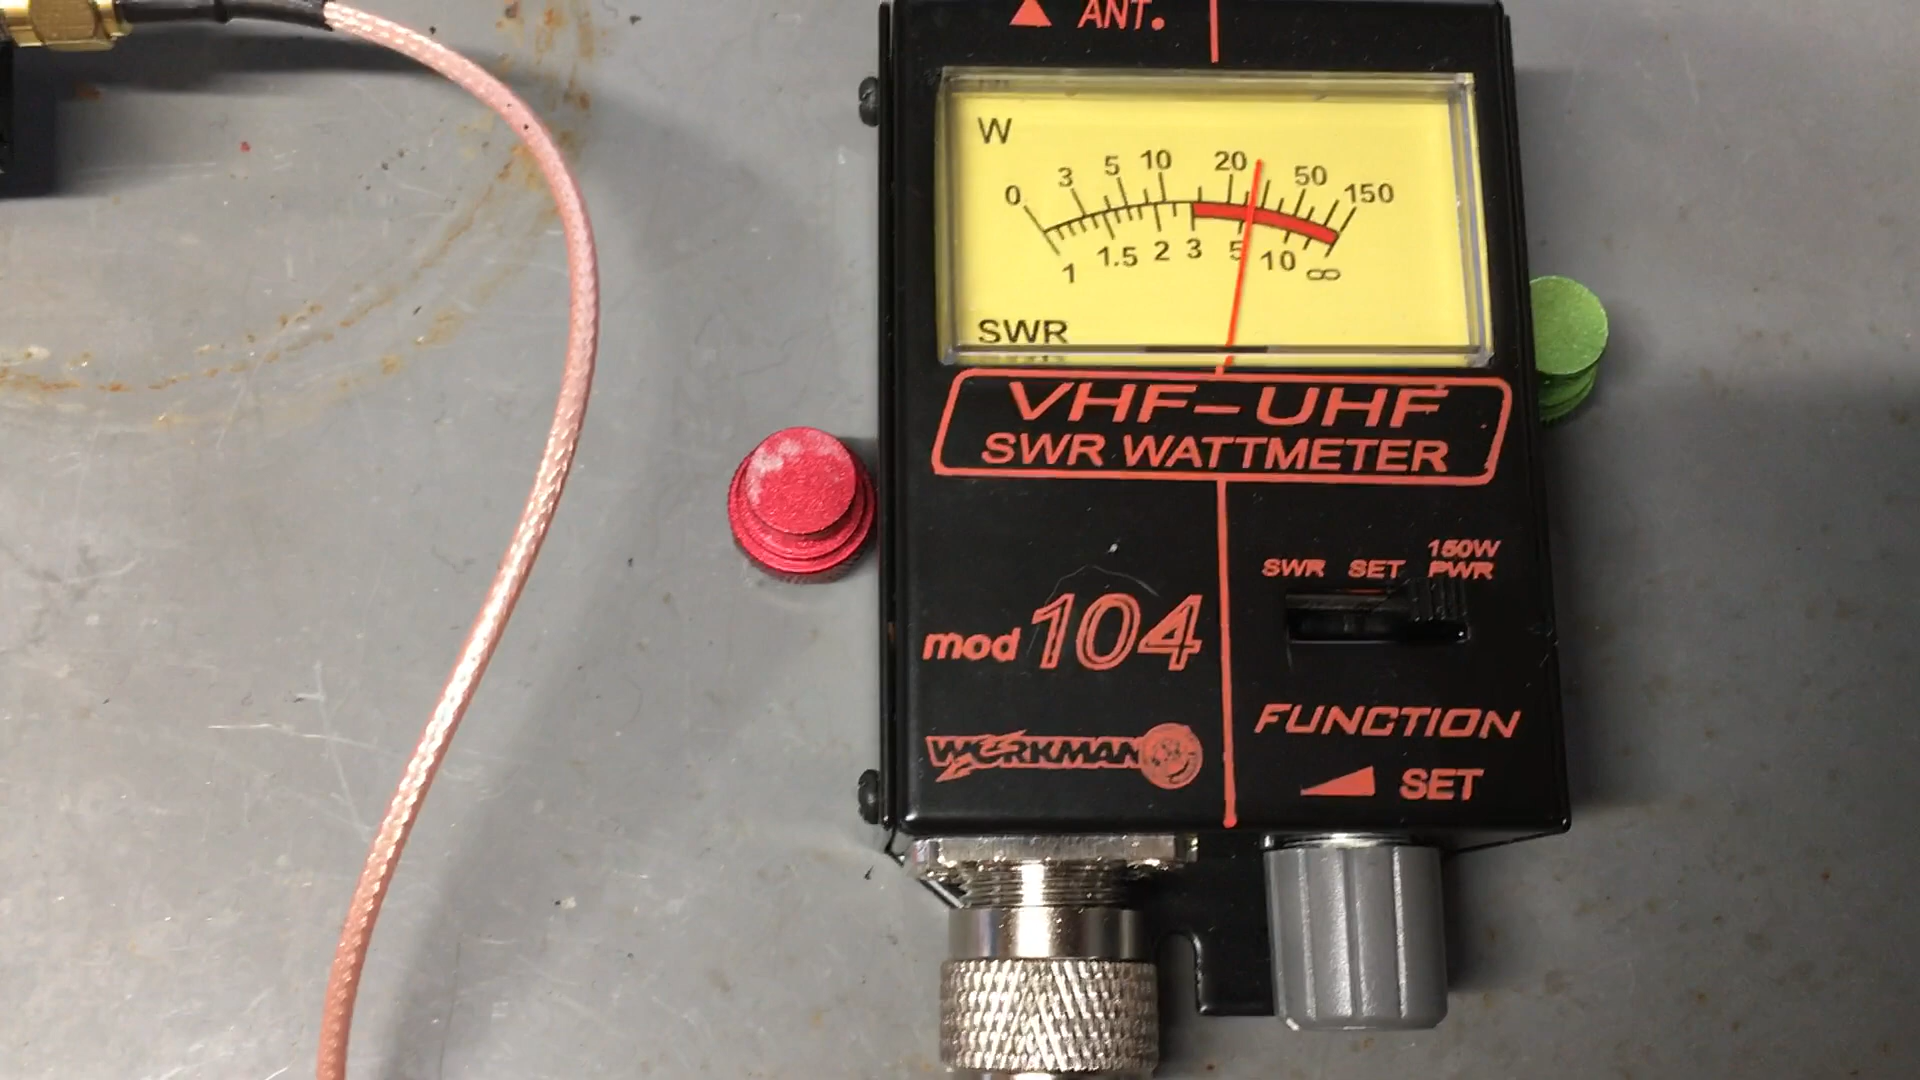 ANT.
W
0 3 5 10 20 50 150
1 1.5 2 3 5 10 ∞
SWR
VHF-UHF
SWR WATTMETER
150W
SWR SET PWR
mod 104
FUNCTION
WORKMAN
SET